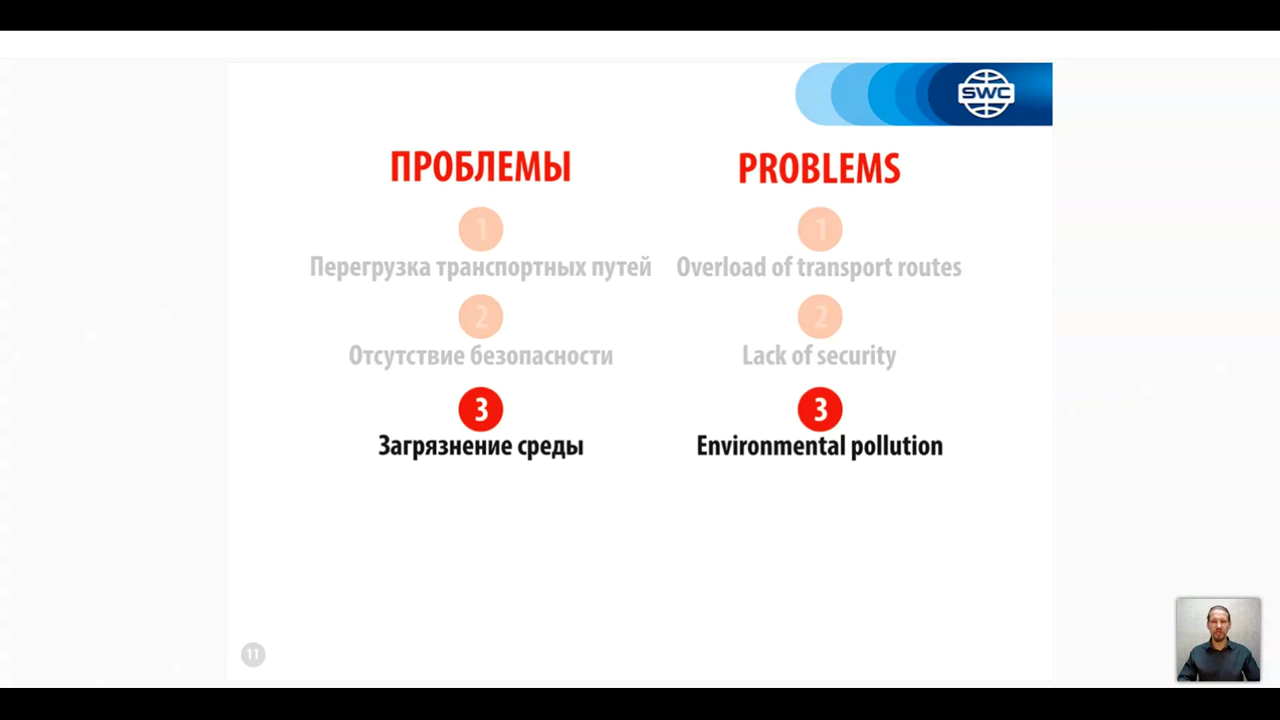 SWC
ПРОБЛЕМЫ
1
Перегрузка транспортных путей
2
Отсутствие безопасности
3
Загрязнение среды
PROBLEMS
1
Overload of transport routes
2
Lack of security
3
Environmental pollution
11